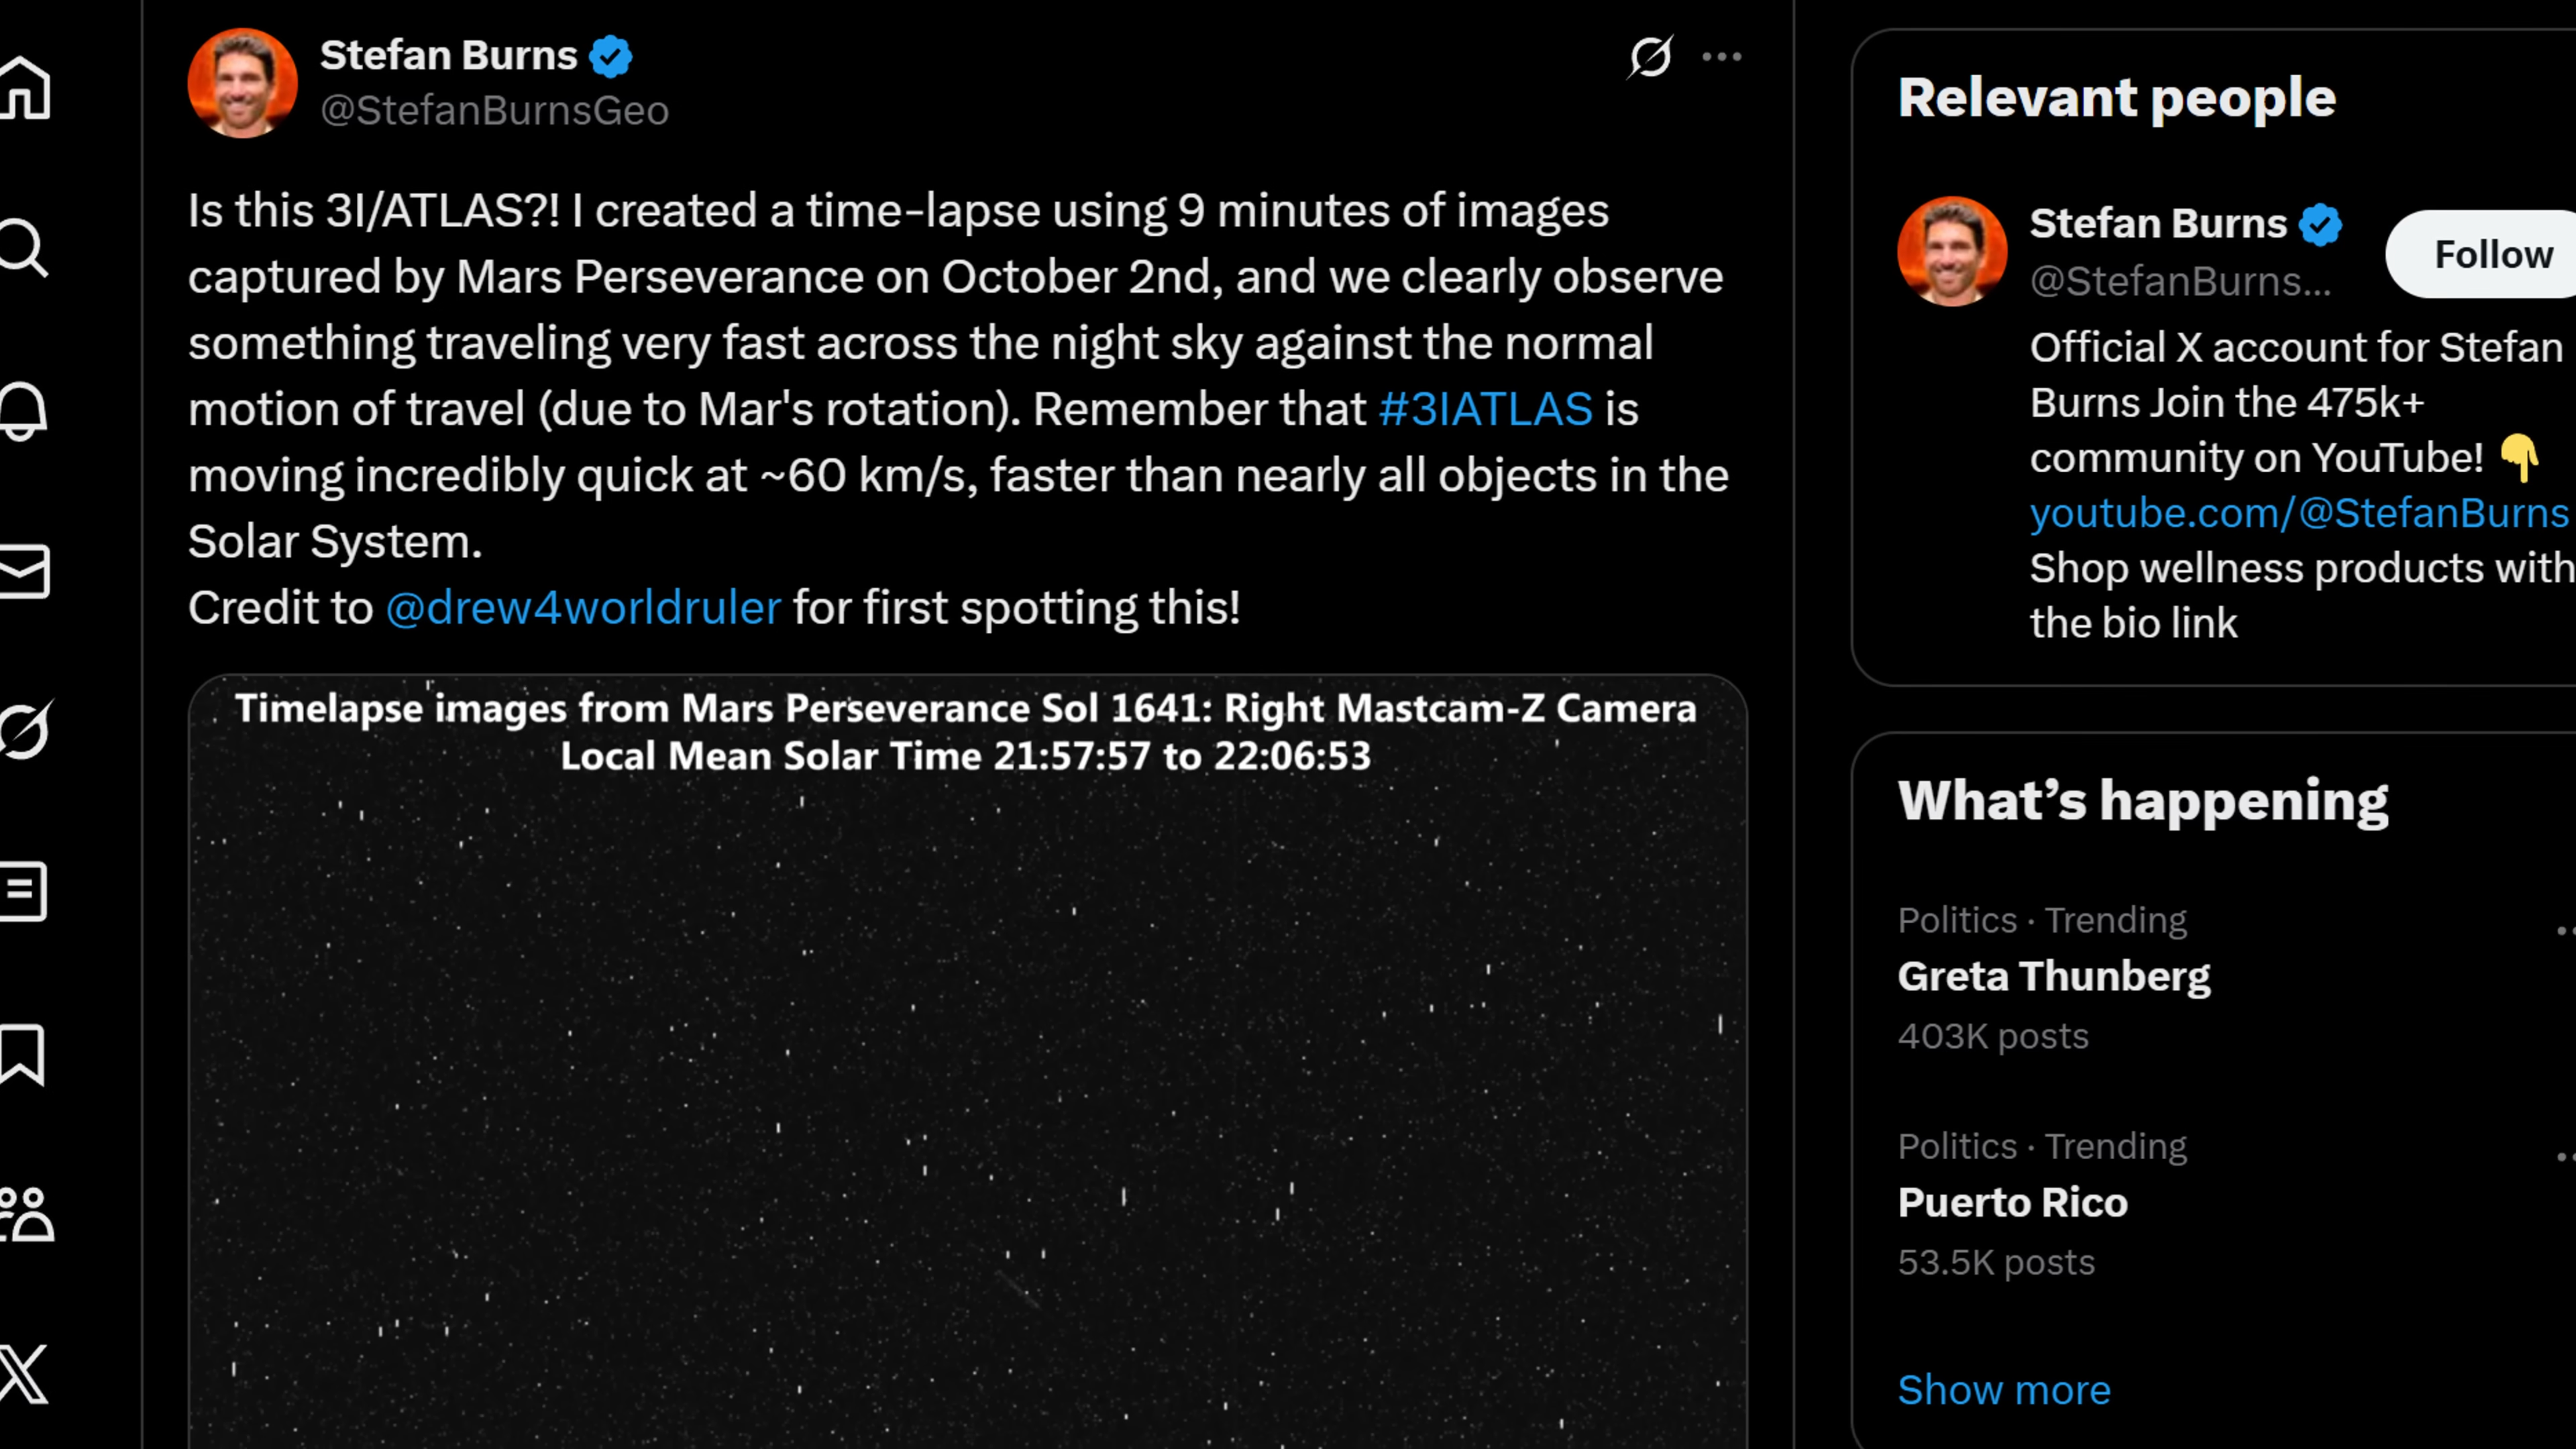 Stefan Burns
@StefanBurnsGeo
Is this 3I/ATLAS?! I created a time-lapse using 9 minutes of images
captured by Mars Perseverance on October 2nd, and we clearly observe
something traveling very fast across the night sky against the normal
motion of travel (due to Mar's rotation). Remember that #3IATLAS is
moving incredibly quick at ~60 km/s, faster than nearly all objects in the
Solar System.
Credit to @drew4worldruler for first spotting this!
Timelapse images from Mars Perseverance Sol 1641: Right Mastcam-Z Camera
Local Mean Solar Time 21:57:57 to 22:06:53
Relevant people
Stefan Burns
@StefanBurns...
Follow
Official X account for Stefan
Burns Join the 475k+
community on YouTube! 👇
youtube.com/@StefanBurns
Shop wellness products with
the bio link
What’s happening
Politics · Trending
Greta Thunberg
403K posts
Politics · Trending
Puerto Rico
53.5K posts
Show more